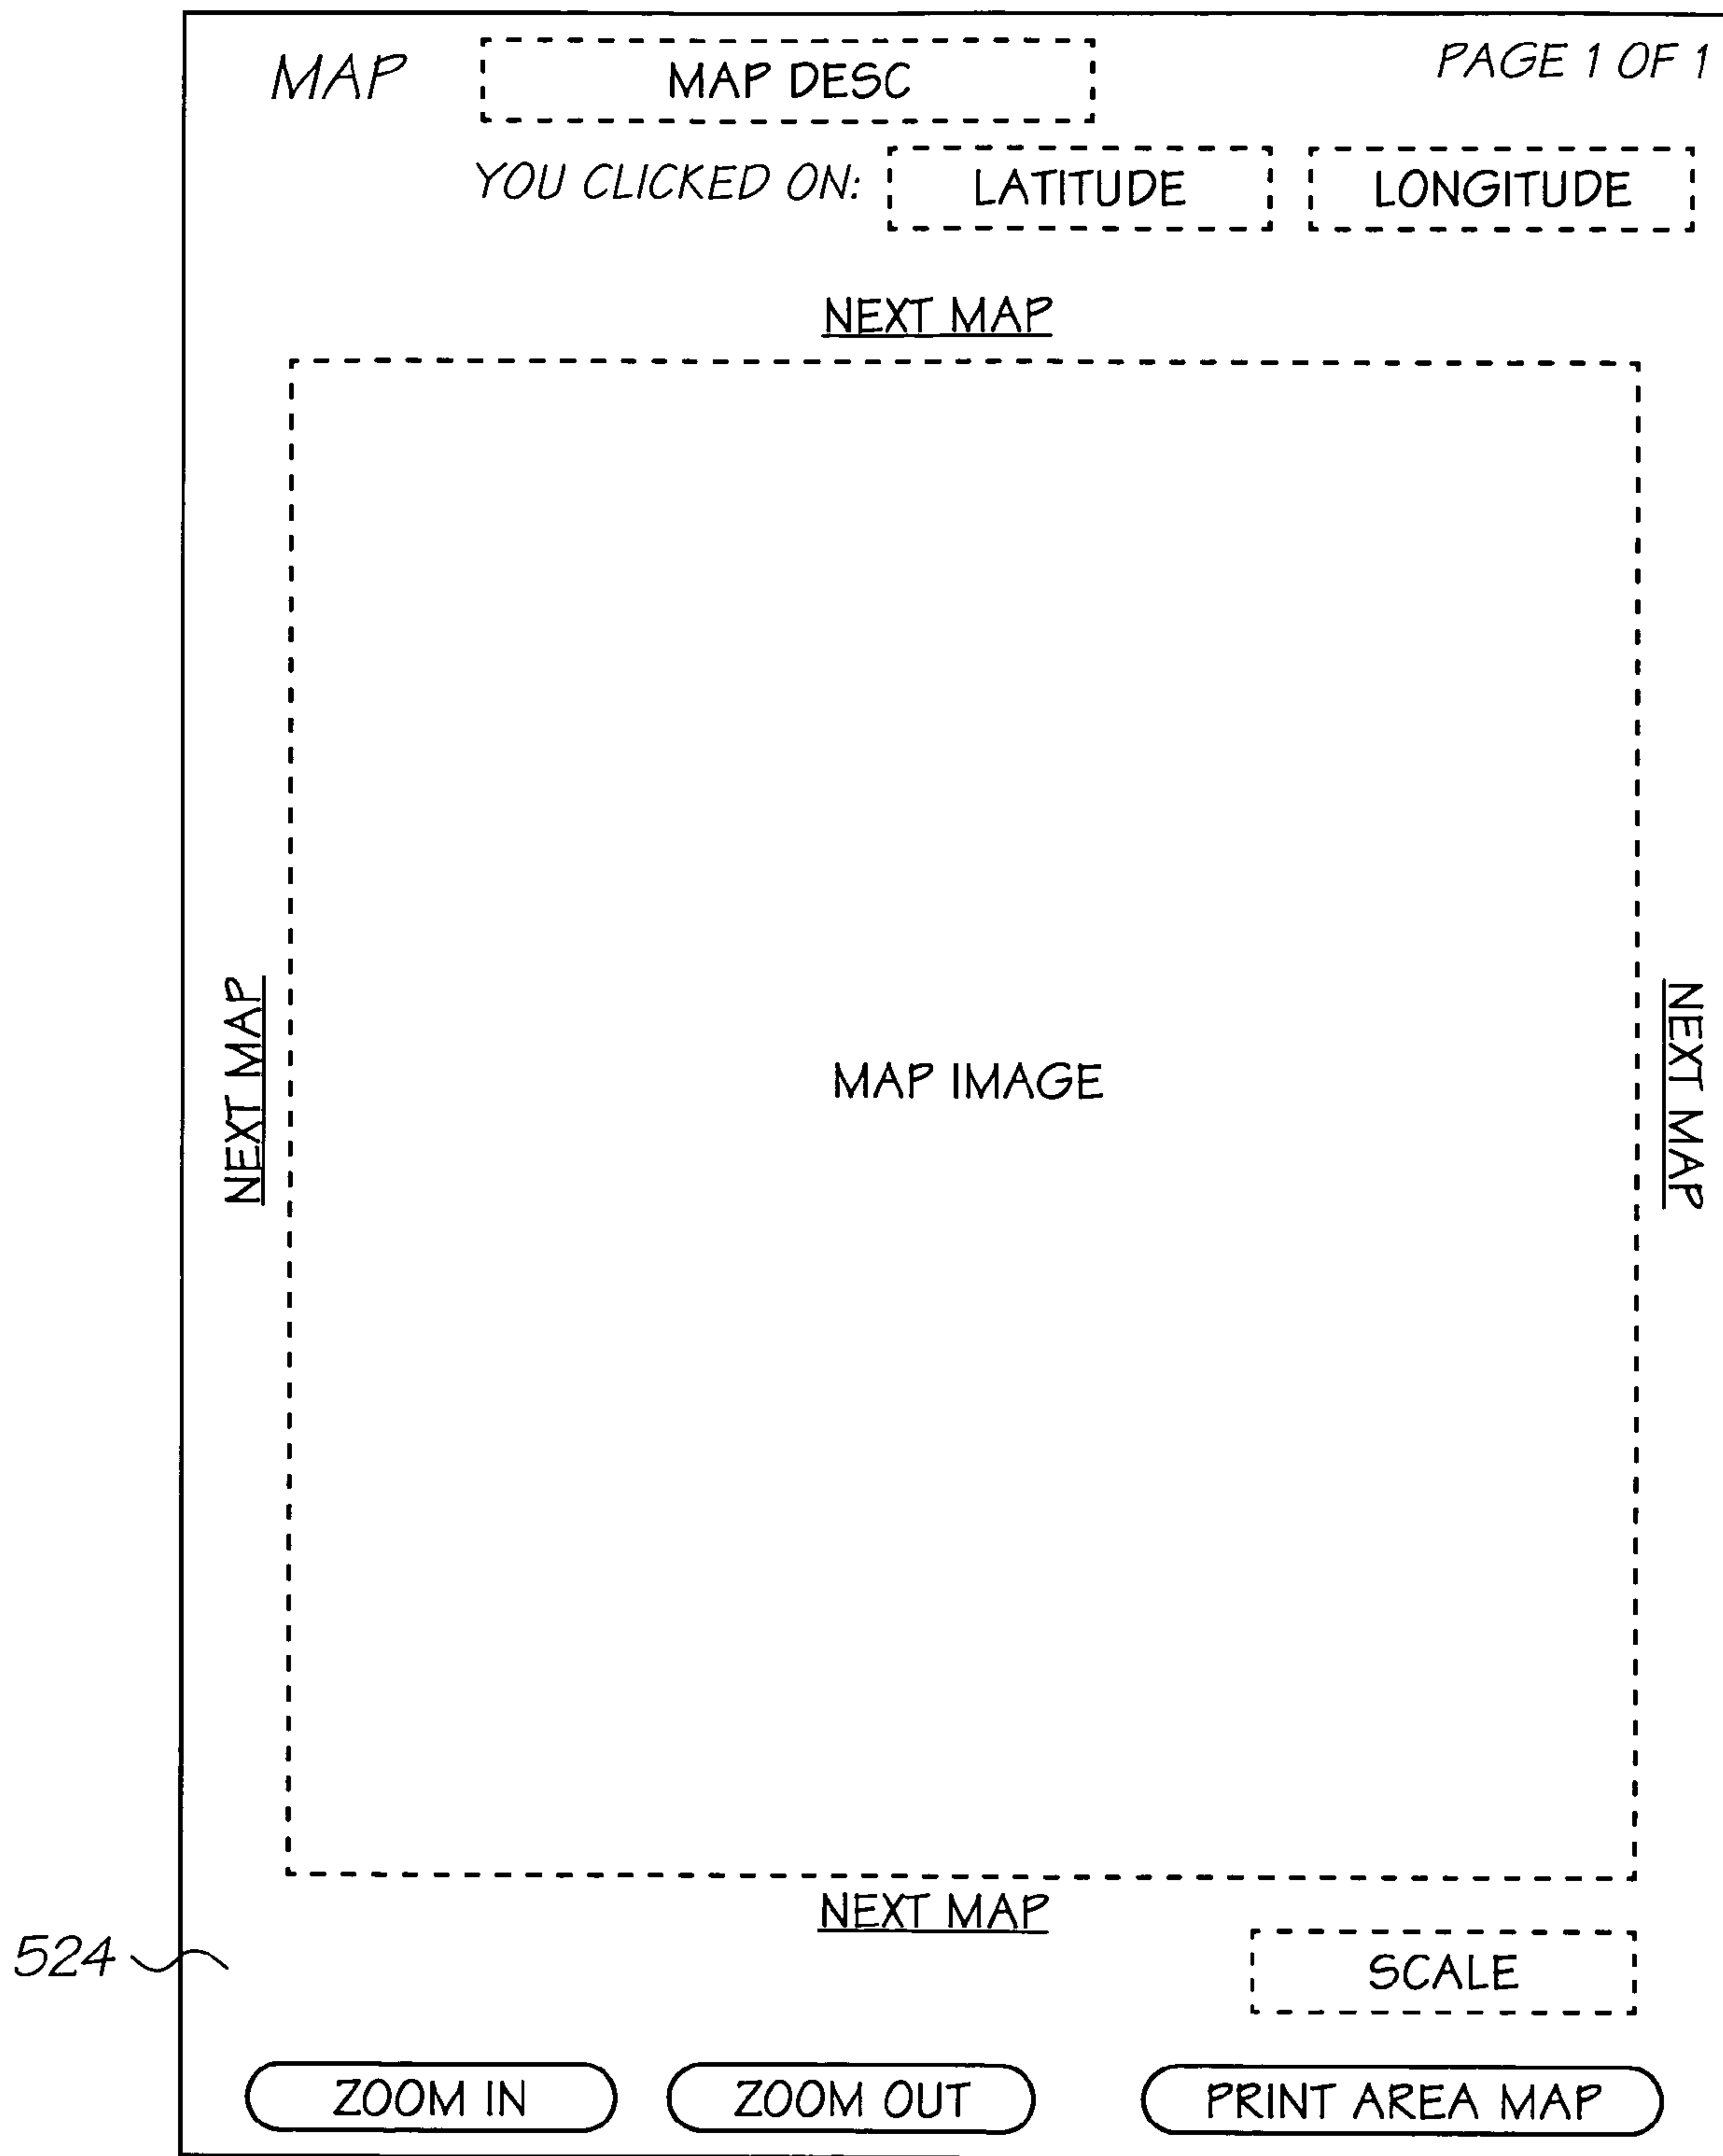 MAP MAP DESC PAGE 1 OF 1
YOU CLICKED ON: LATITUDE LONGITUDE
NEXT MAP
NEXT MAP
MAP IMAGE
NEXT MAP
NEXT MAP
524
SCALE
ZOOM IN ZOOM OUT PRINT AREA MAP